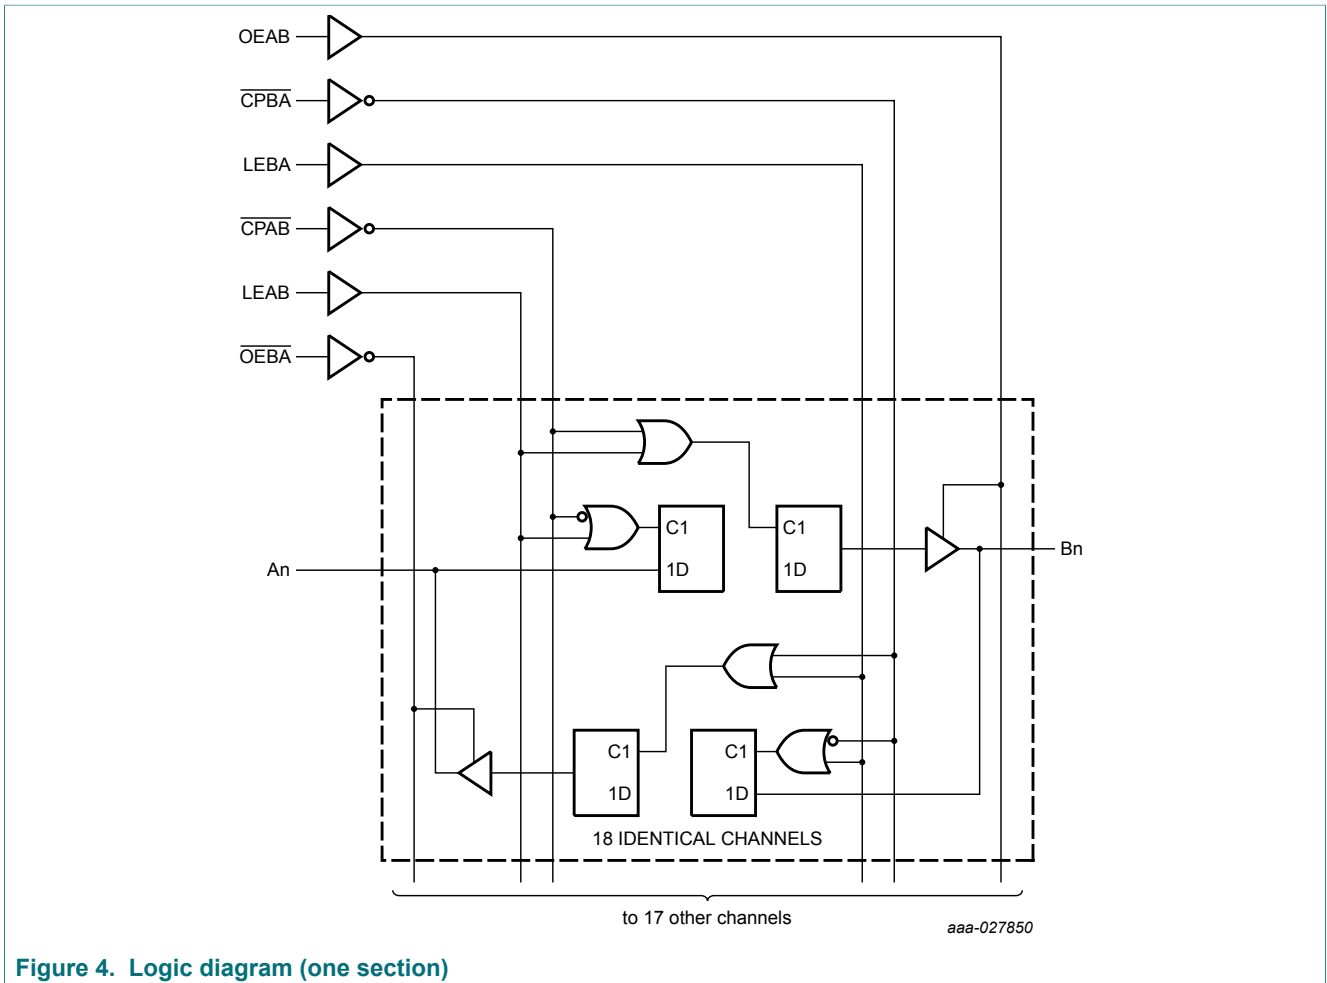 OEAB
CPBA
LEBA
CPAB
LEAB
OEBA
C1
C1
An
1D
1D
Bn
C1
C1
1D
1D
18 IDENTICAL CHANNELS
to 17 other channels
aaa-027850
Figure 4. Logic diagram (one section)